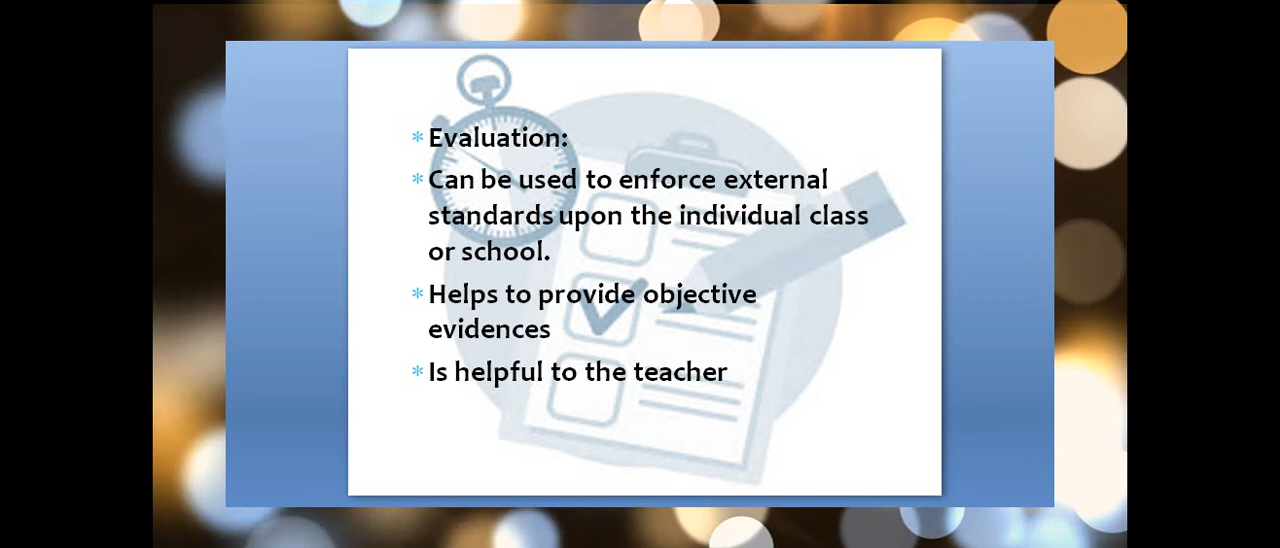 * Evaluation:
* Can be used to enforce external
standards upon the individual class
or school.
* Helps to provide objective
evidences
* Is helpful to the teacher